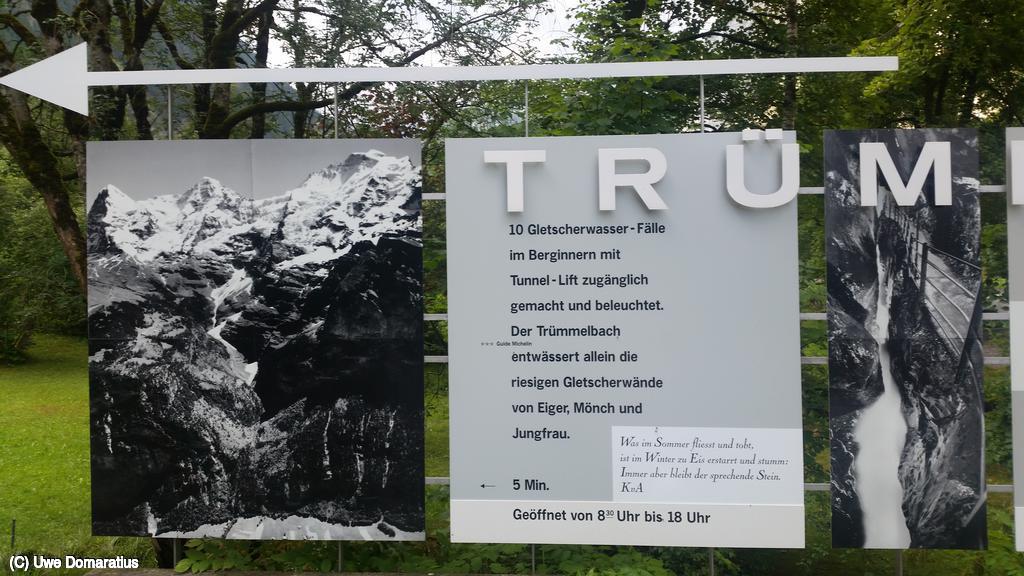 TRÜM
10 Gletscherwasser-Fälle
im Berginnern mit
Tunnel-Lift zugänglich
gemacht und beleuchtet.
Der Trümmelbach
*** Guide Michelin
entwässert allein die
riesigen Gletscherwände
von Eiger, Mönch und
Jungfrau.
Was im Sommer fliesst und tobt,
ist im Winter zu Eis erstarrt und stumm:
Immer aber bleibt der sprechende Stein.
KvA
← 5 Min.
Geöffnet von 8³⁰ Uhr bis 18 Uhr
(C) Uwe Domaratius